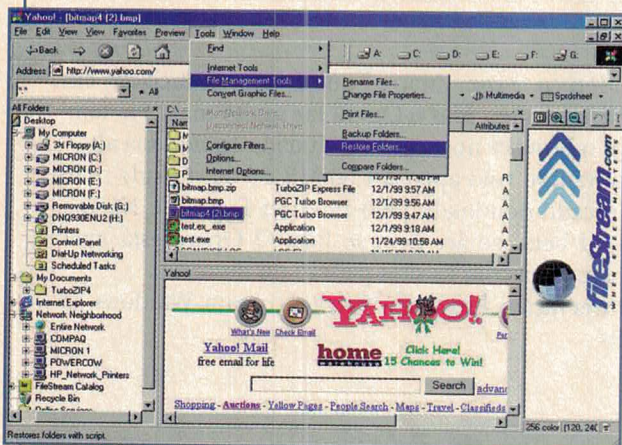 Yahoo! - [bitmap4 (2).bmp]
File Edit View View Favorites Preview Tools Window Help
Back
Find
A: C: D: E: F: G:
Address http://www.yahoo.com/
Internet Tools
File Management Tools
Rename Files...
*.* All
Convert Graphic Files...
Change File Properties...
Multimedia Sprdsheet
All Folders
C:\
Print Files...
Desktop
Attributes
My Computer
Configure Filters...
Backup Folders...
3½ Floppy (A:)
Options...
Restore Folders...
MICRON (C:)
Internet Options...
Compare Folders...
MICRON (D:)
MICRON (E:)
MICRON (F:)
bitmap.bmp.zip TurboZIP Express File 12/1/99 9:57 AM A
Removable Disk (G:)
bitmap.bmp PGC Turbo Browser 12/1/99 9:56 AM A
DNQ930ENU2 (H:)
bitmap4 (2).bmp PGC Turbo Browser 12/1/99 9:47 AM A
Printers
test.ex_.exe Application 12/1/99 9:18 AM A
Control Panel
test.exe Application 11/24/99 10:58 AM A
Dial-Up Networking
Scheduled Tasks
My Documents
Yahoo!
TurboZIP4
Internet Explorer
Network Neighborhood
YAHOO!
Entire Network
What's New Check Email
COMPAQ
Yahoo! Mail
free email for life
home
Click Here!
15 Chances to Win!
MICRON 1
POWERCOW
HP_Network_Printers
Search advan
FileStream Catalog
Recycle Bin
Shopping - Auctions - Yellow Pages - People Search - Maps - Travel - Classifieds
fileStream.com
WHEN SPEED MATTERS
Restores folders with script.
256 color (120, 240